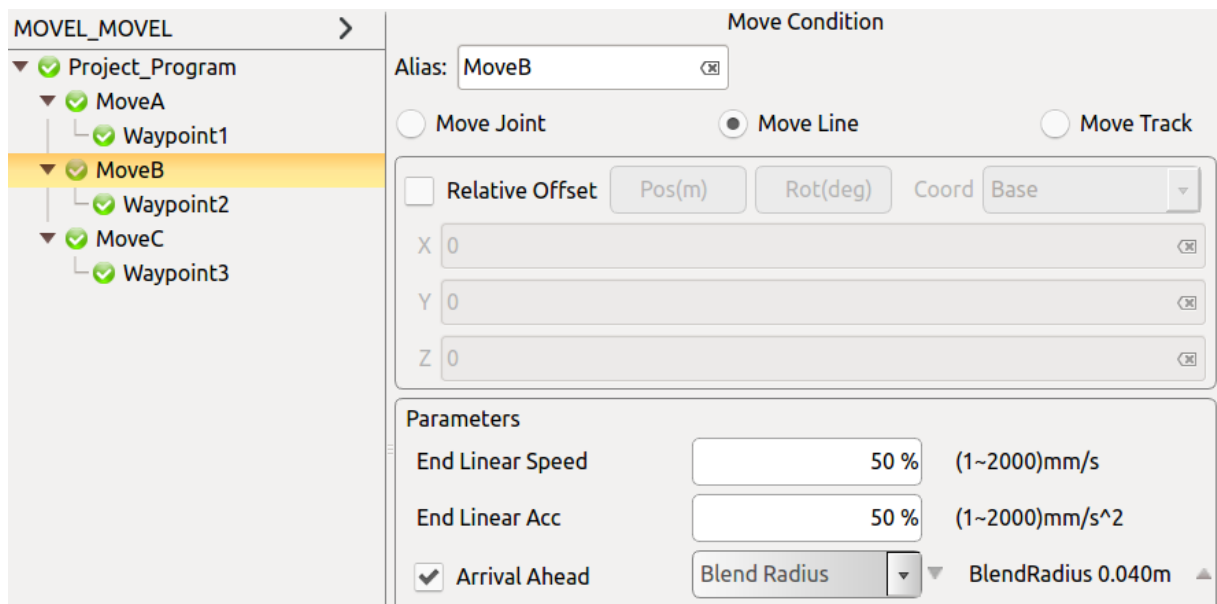 MOVEL_MOVEL
Project_Program
MoveA
Waypoint1
MoveB
Waypoint2
MoveC
Waypoint3
Move Condition
Alias: MoveB
Move Joint Move Line Move Track
Relative Offset Pos(m) Rot(deg) Coord Base
X 0
Y 0
Z 0
Parameters
End Linear Speed 50 % (1~2000)mm/s
End Linear Acc 50 % (1~2000)mm/s^2
Arrival Ahead Blend Radius BlendRadius 0.040m